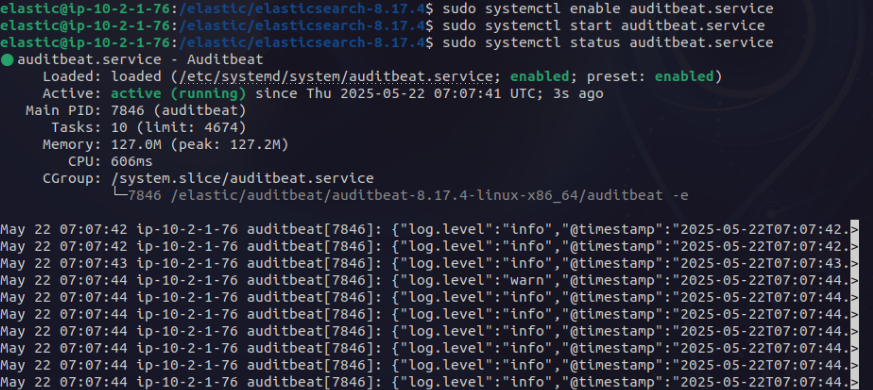 elastic@ip-10-2-1-76:/elastic/elasticsearch-8.17.4$ sudo systemctl enable auditbeat.service
elastic@ip-10-2-1-76:/elastic/elasticsearch-8.17.4$ sudo systemctl start auditbeat.service
elastic@ip-10-2-1-76:/elastic/elasticsearch-8.17.4$ sudo systemctl status auditbeat.service
● auditbeat.service - Auditbeat
     Loaded: loaded (/etc/systemd/system/auditbeat.service; enabled; preset: enabled)
     Active: active (running) since Thu 2025-05-22 07:07:41 UTC; 3s ago
   Main PID: 7846 (auditbeat)
      Tasks: 10 (limit: 4674)
     Memory: 127.0M (peak: 127.2M)
        CPU: 606ms
     CGroup: /system.slice/auditbeat.service
             └─7846 /elastic/auditbeat/auditbeat-8.17.4-linux-x86_64/auditbeat -e
May 22 07:07:42 ip-10-2-1-76 auditbeat[7846]: {"log.level":"info","@timestamp":"2025-05-22T07:07:42.>
May 22 07:07:42 ip-10-2-1-76 auditbeat[7846]: {"log.level":"info","@timestamp":"2025-05-22T07:07:42.>
May 22 07:07:43 ip-10-2-1-76 auditbeat[7846]: {"log.level":"info","@timestamp":"2025-05-22T07:07:43.>
May 22 07:07:44 ip-10-2-1-76 auditbeat[7846]: {"log.level":"warn","@timestamp":"2025-05-22T07:07:44.>
May 22 07:07:44 ip-10-2-1-76 auditbeat[7846]: {"log.level":"info","@timestamp":"2025-05-22T07:07:44.>
May 22 07:07:44 ip-10-2-1-76 auditbeat[7846]: {"log.level":"info","@timestamp":"2025-05-22T07:07:44.>
May 22 07:07:44 ip-10-2-1-76 auditbeat[7846]: {"log.level":"info","@timestamp":"2025-05-22T07:07:44.>
May 22 07:07:44 ip-10-2-1-76 auditbeat[7846]: {"log.level":"info","@timestamp":"2025-05-22T07:07:44.>
May 22 07:07:44 ip-10-2-1-76 auditbeat[7846]: {"log.level":"info","@timestamp":"2025-05-22T07:07:44.>
May 22 07:07:44 ip-10-2-1-76 auditbeat[7846]: {"log.level":"info","@timestamp":"2025-05-22T07:07:44.>